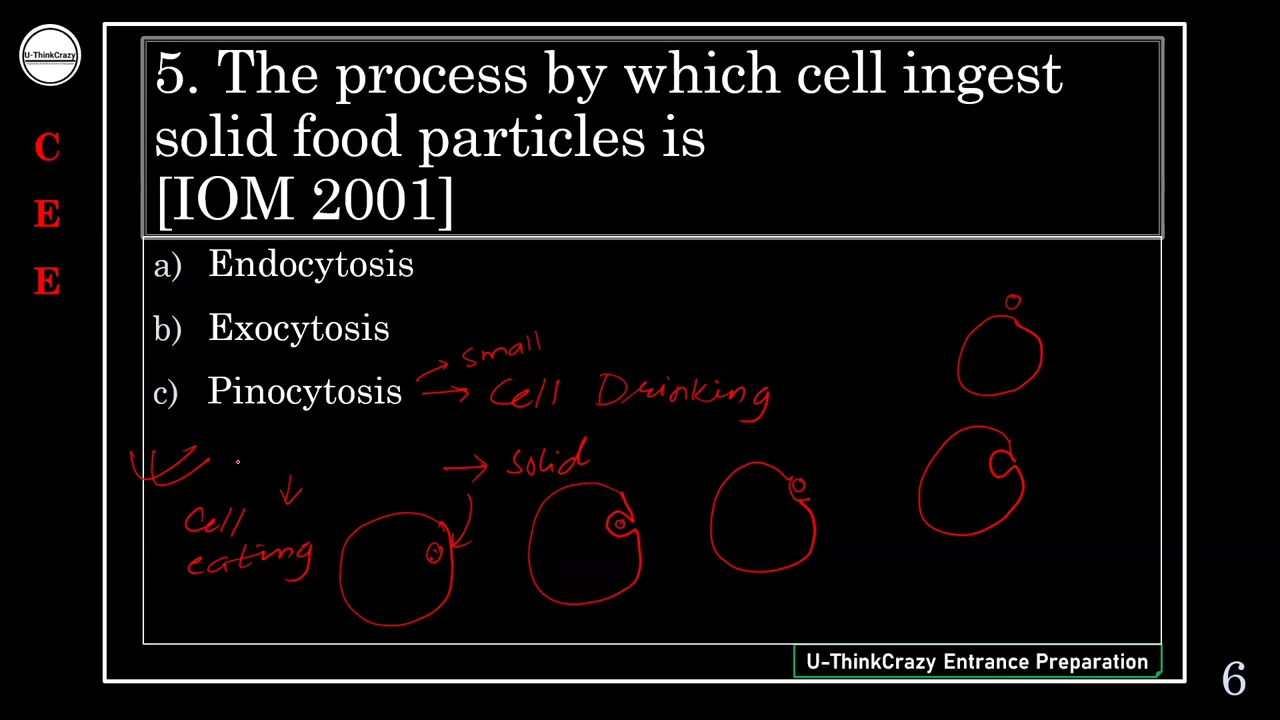 U-ThinkCrazy
C
E
E
5. The process by which cell ingest
solid food particles is
[IOM 2001]
a) Endocytosis
b) Exocytosis
small
c) Pinocytosis → Cell Drinking
→ solid
Cell
eating
U-ThinkCrazy Entrance Preparation
6